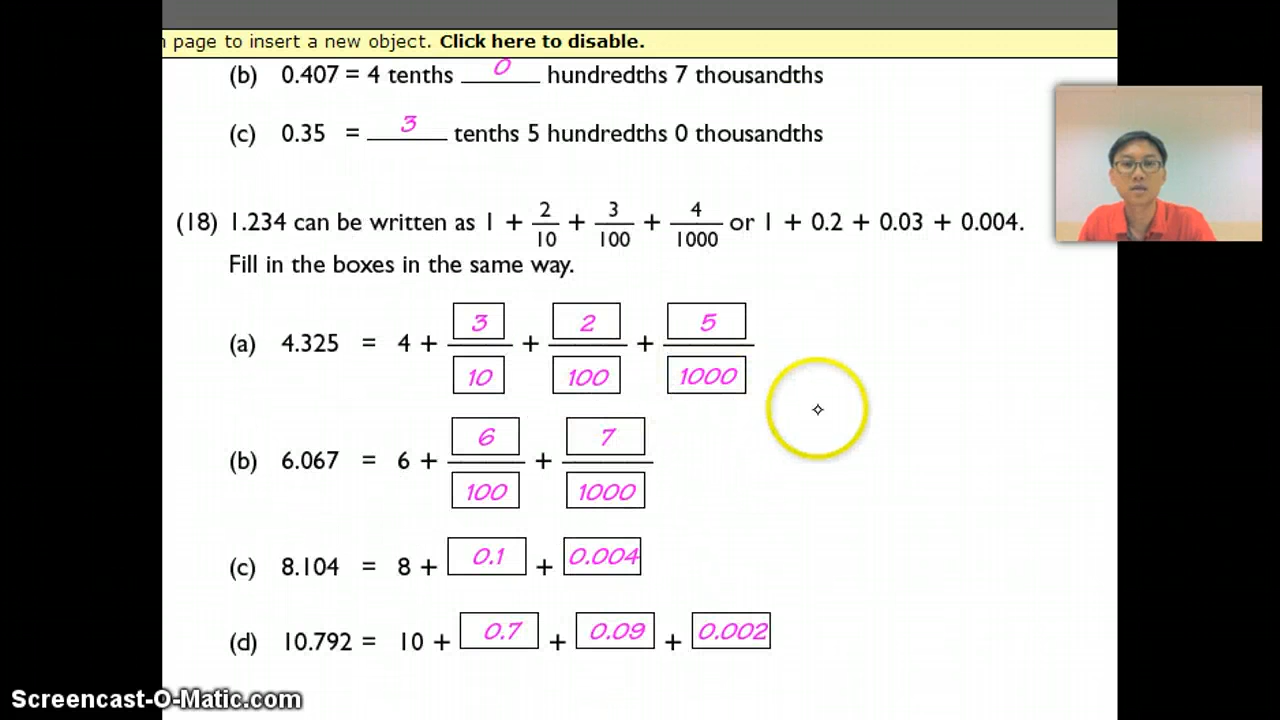 n page to insert a new object. Click here to disable.
(b) 0.407 = 4 tenths 0 hundredths 7 thousandths
(c) 0.35 = 3 tenths 5 hundredths 0 thousandths
(18) 1.234 can be written as 1 + 2/10 + 3/100 + 4/1000 or 1 + 0.2 + 0.03 + 0.004.
Fill in the boxes in the same way.
(a) 4.325 = 4 + 3/10 + 2/100 + 5/1000
(b) 6.067 = 6 + 6/100 + 7/1000
(c) 8.104 = 8 + 0.1 + 0.004
(d) 10.792 = 10 + 0.7 + 0.09 + 0.002
Screencast-O-Matic.com